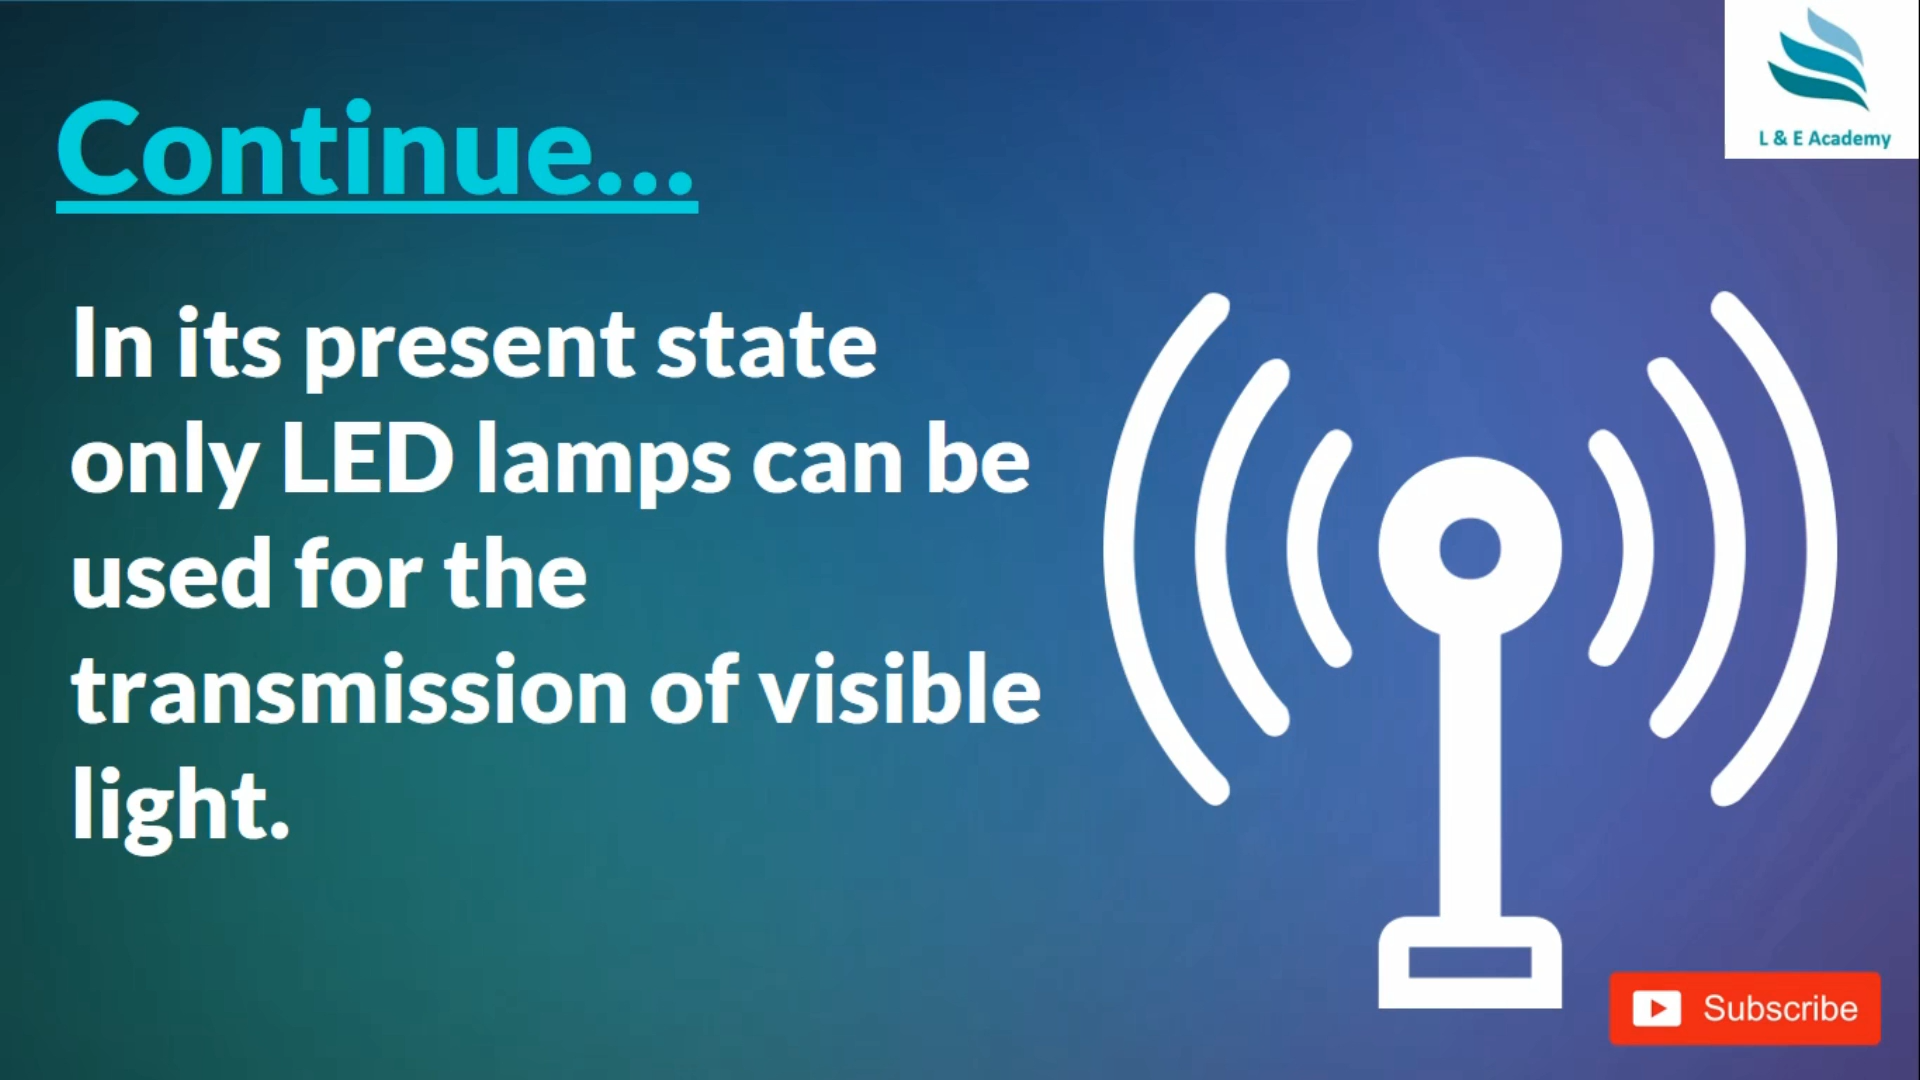 L & E Academy
Continue...
In its present state
only LED lamps can be
used for the
transmission of visible
light.
Subscribe